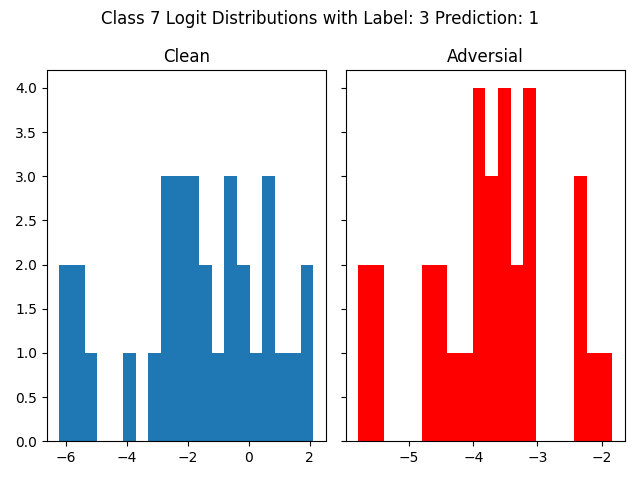 Class 7 Logit Distributions with Label: 3 Prediction: 1
Clean
Adversial
4.0
3.5
3.0
2.5
2.0
1.5
1.0
0.5
0.0
−6 −4 −2 0 2
−5 −4 −3 −2